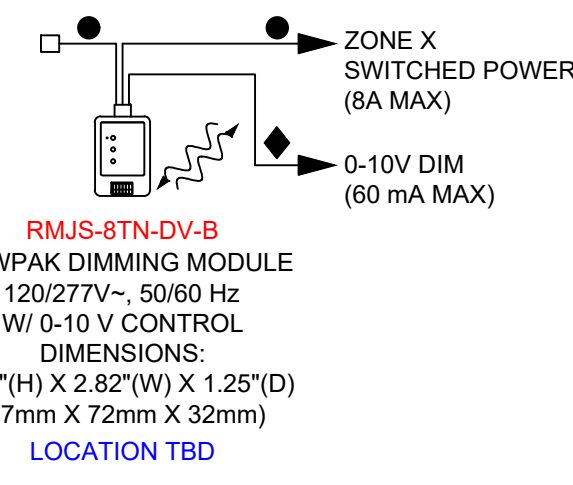 ZONE X
SWITCHED POWER
(8A MAX)
0-10V DIM
(60 mA MAX)
RMJS-8TN-DV-B
DIMMING MODULE
120/277V~, 50/60 Hz
W/ 0-10 V CONTROL
DIMENSIONS:
"(H) X 2.82"(W) X 1.25"(D)
7mm X 72mm X 32mm)
LOCATION TBD